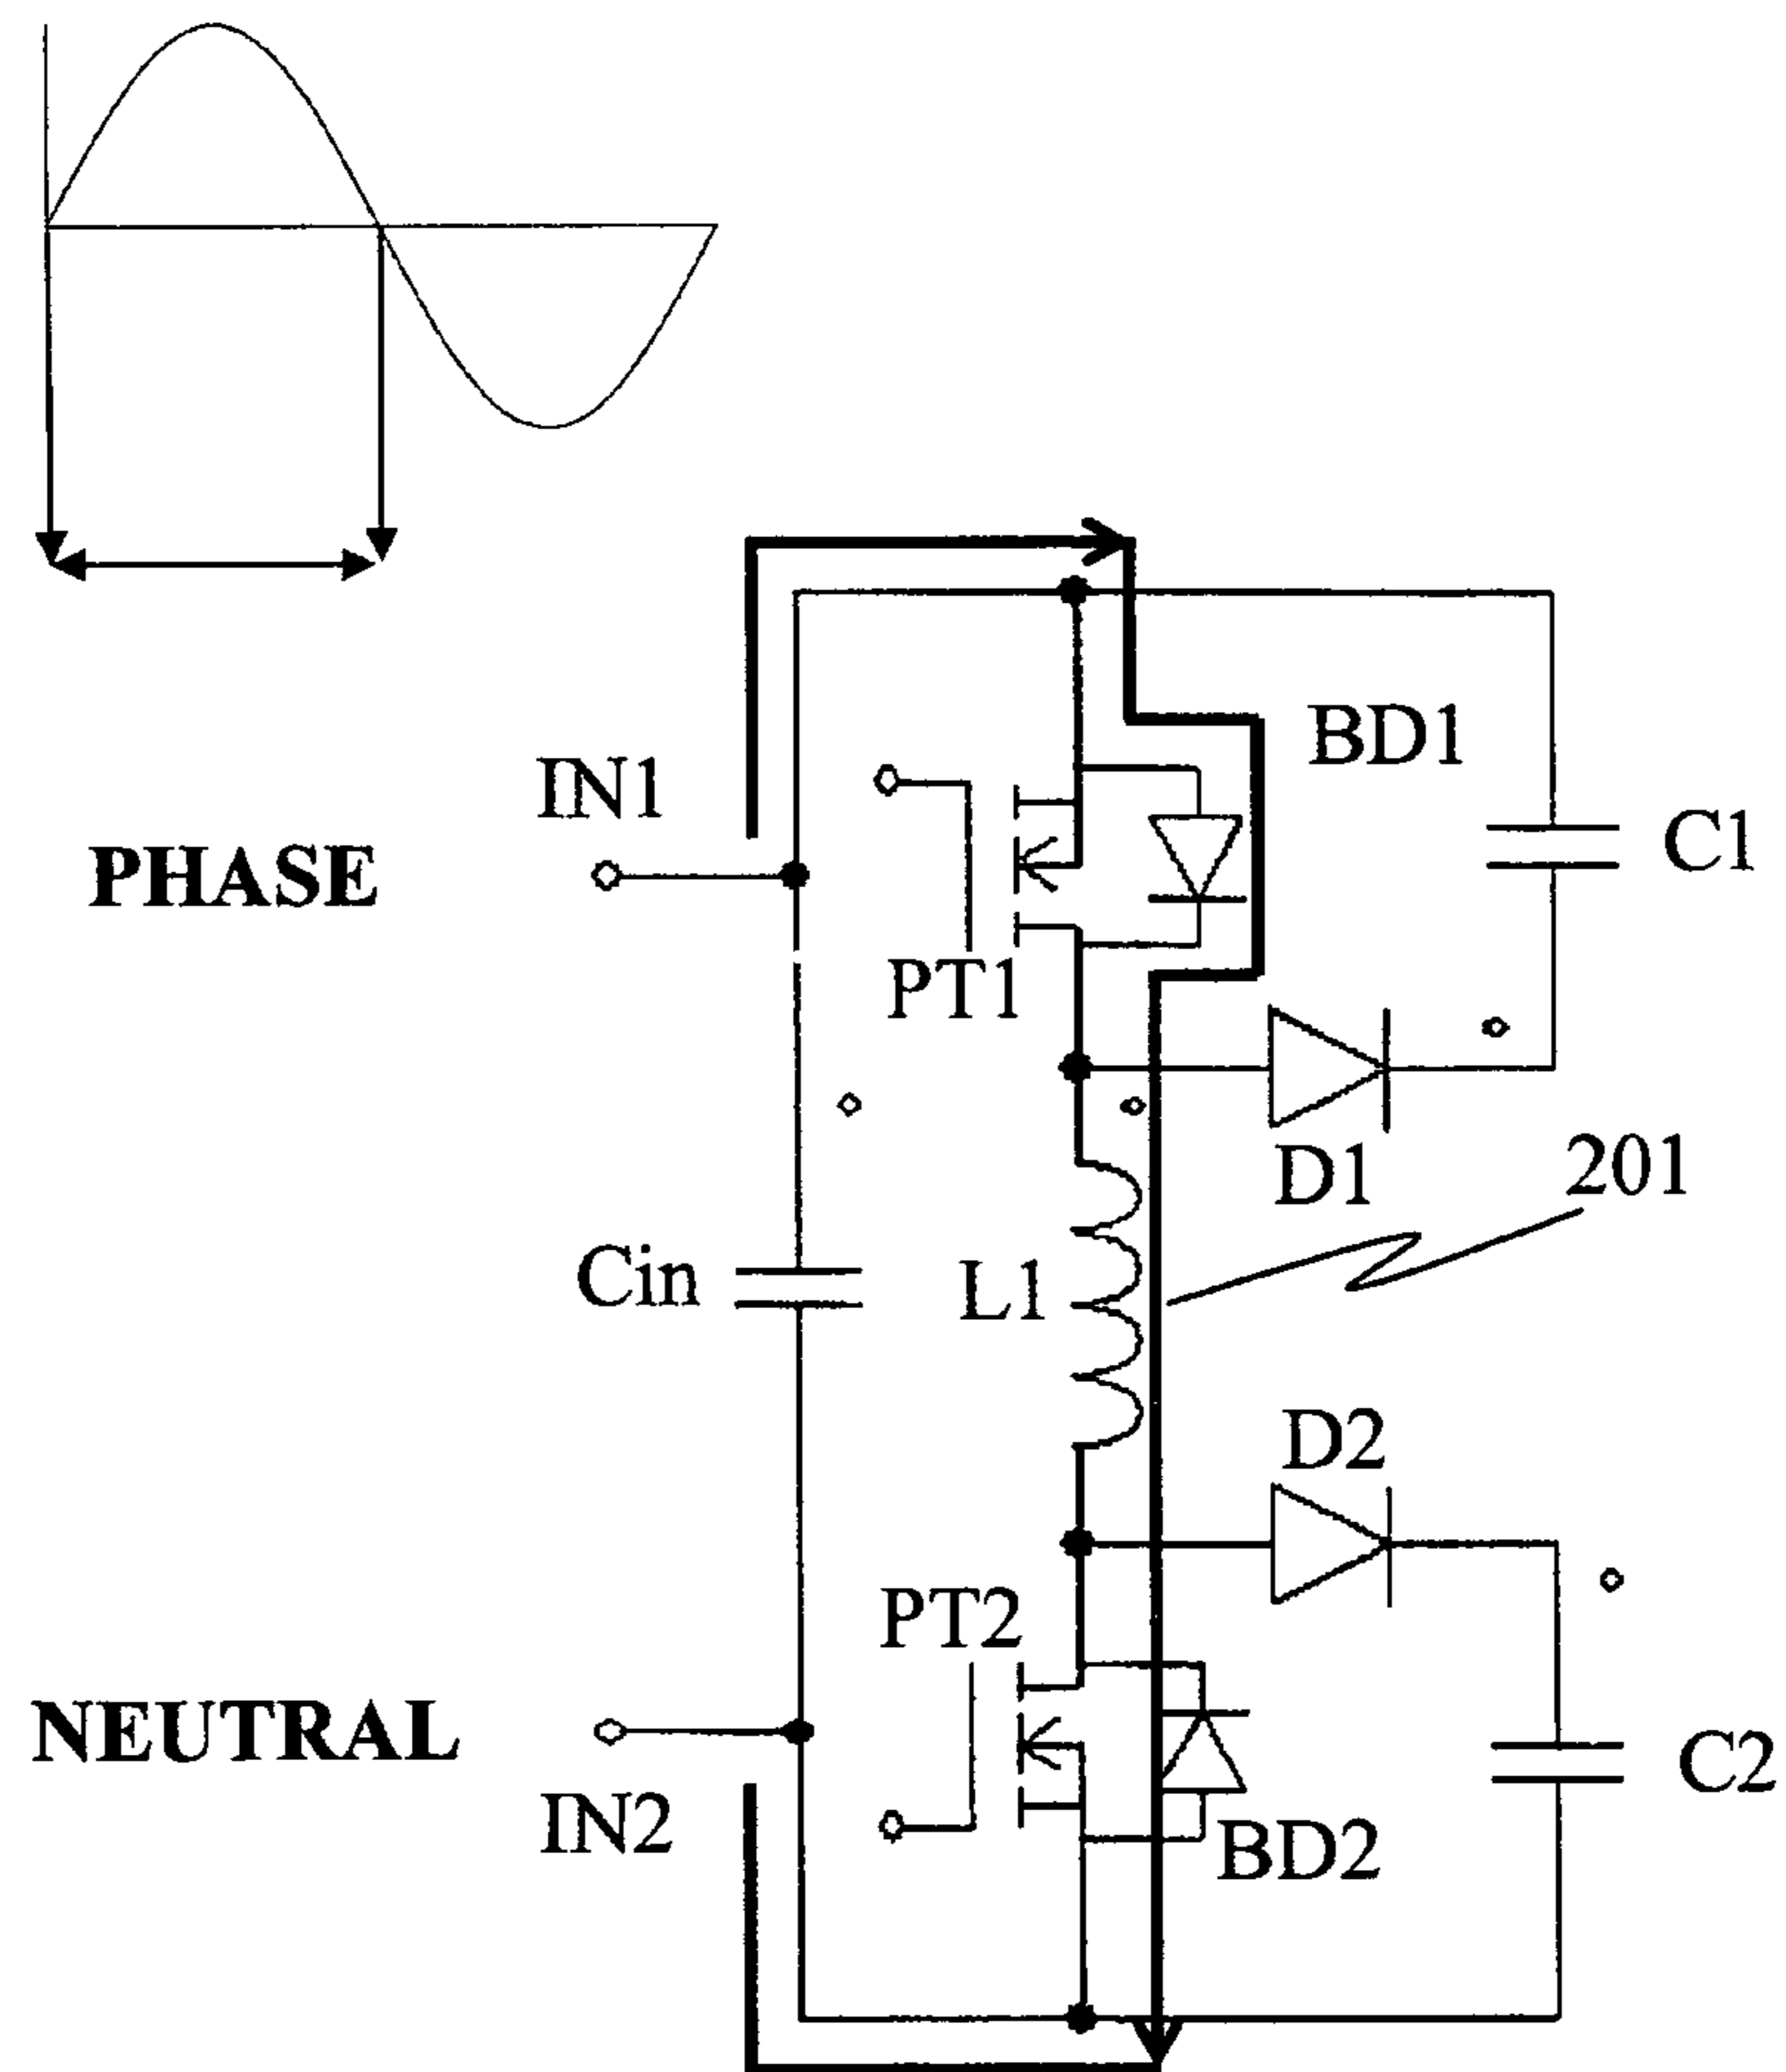 BD1
IN1
C1
PHASE
PT1
D1
201
Cin
L1
D2
PT2
NEUTRAL
C2
IN2
BD2